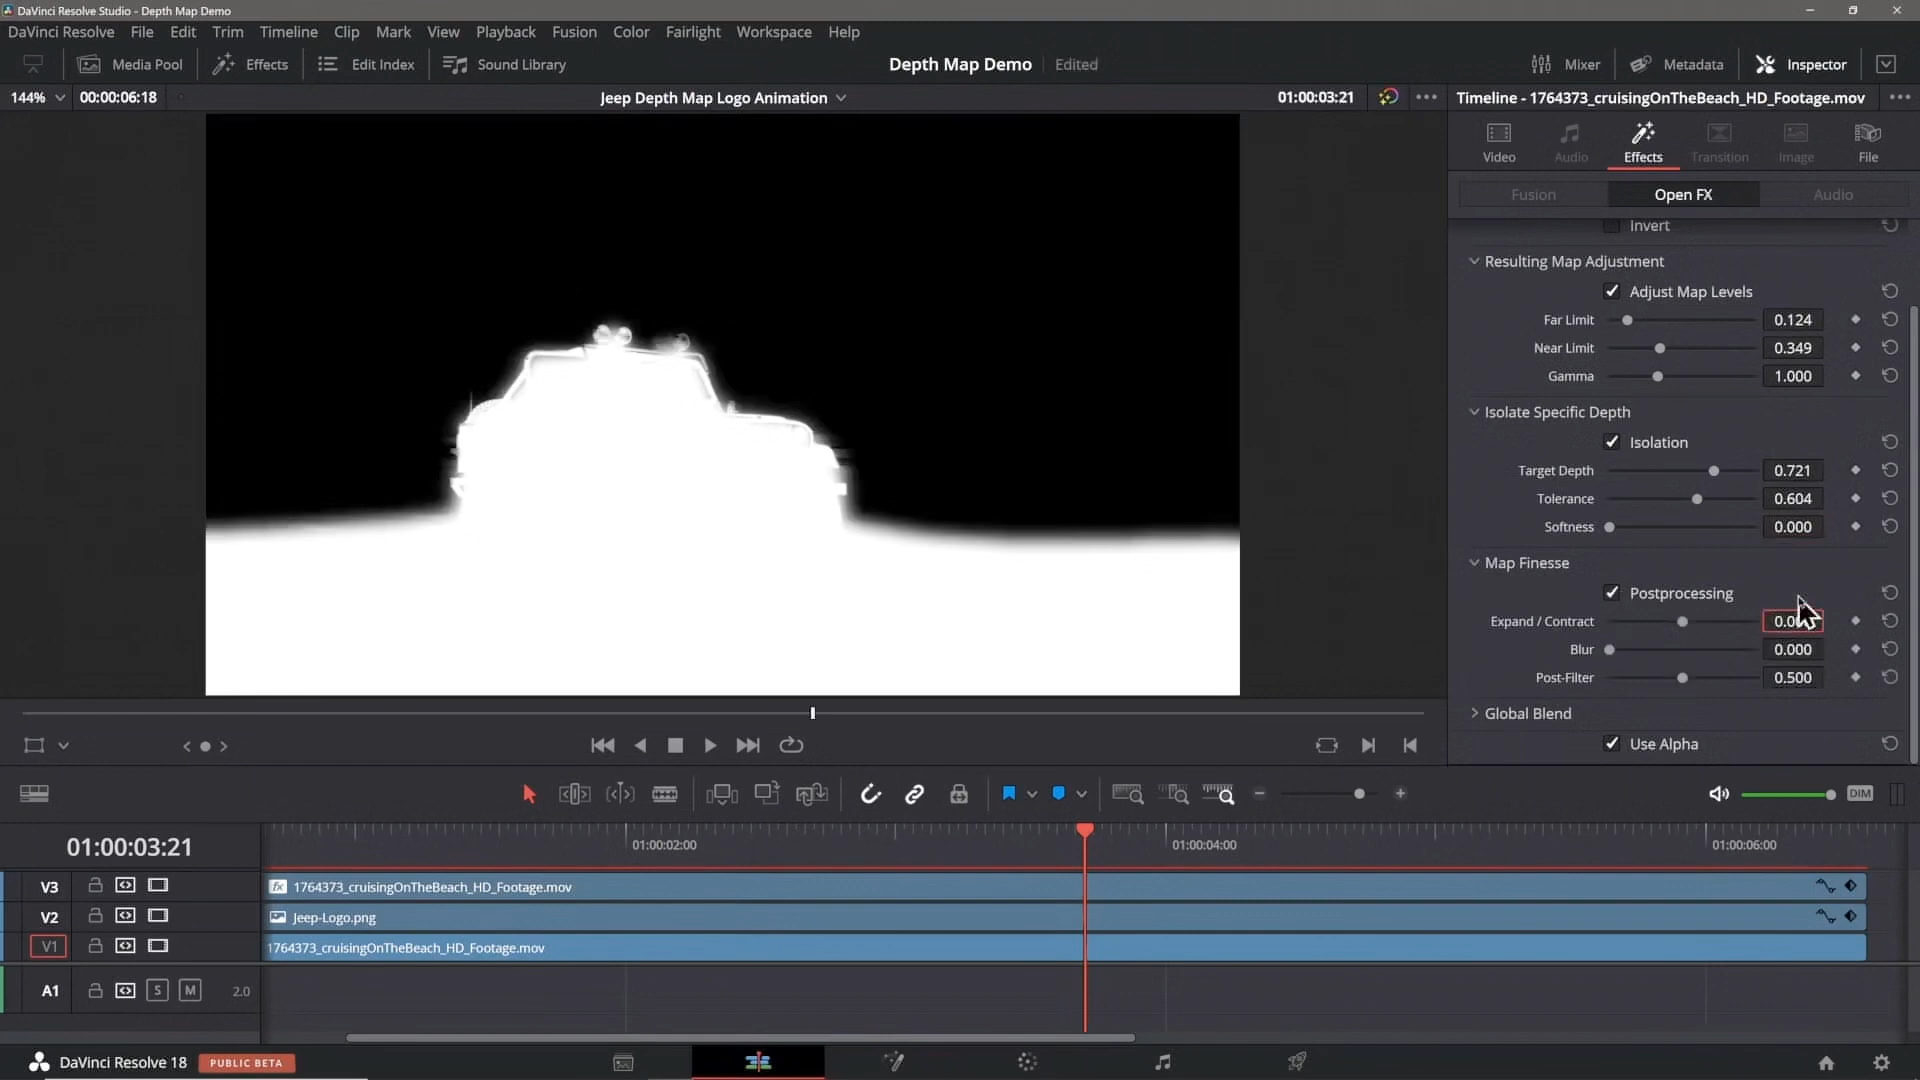 DaVinci Resolve Studio - Depth Map Demo
DaVinci Resolve File Edit Trim Timeline Clip Mark View Playback Fusion Color Fairlight Workspace Help
Media Pool Effects Edit Index Sound Library Depth Map Demo Edited Mixer Metadata Inspector
144% 00:00:06:18 Jeep Depth Map Logo Animation 01:00:03:21 Timeline - 1764373_cruisingOnTheBeach_HD_Footage.mov
Video Audio Effects Transition Image File
Fusion Open FX Audio
Invert
Resulting Map Adjustment
Adjust Map Levels
Far Limit 0.124
Near Limit 0.349
Gamma 1.000
Isolate Specific Depth
Isolation
Target Depth 0.721
Tolerance 0.604
Softness 0.000
Map Finesse
Postprocessing
Expand / Contract
Blur 0.000
Post-Filter 0.500
Global Blend
Use Alpha
DIM
01:00:03:21 01:00:02:00 01:00:04:00 01:00:06:00
V3 fx 1764373_cruisingOnTheBeach_HD_Footage.mov
V2 Jeep-Logo.png
V1 1764373_cruisingOnTheBeach_HD_Footage.mov
A1 S M 2.0
DaVinci Resolve 18 PUBLIC BETA